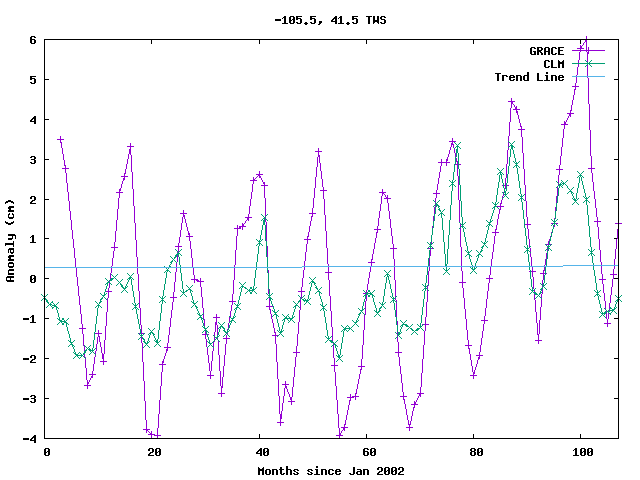 -105.5, 41.5 TWS
GRACE
CLM
Trend Line
6
5
4
3
2
1
0
-1
-2
-3
-4
Anomaly (cm)
0 20 40 60 80 100
Months since Jan 2002